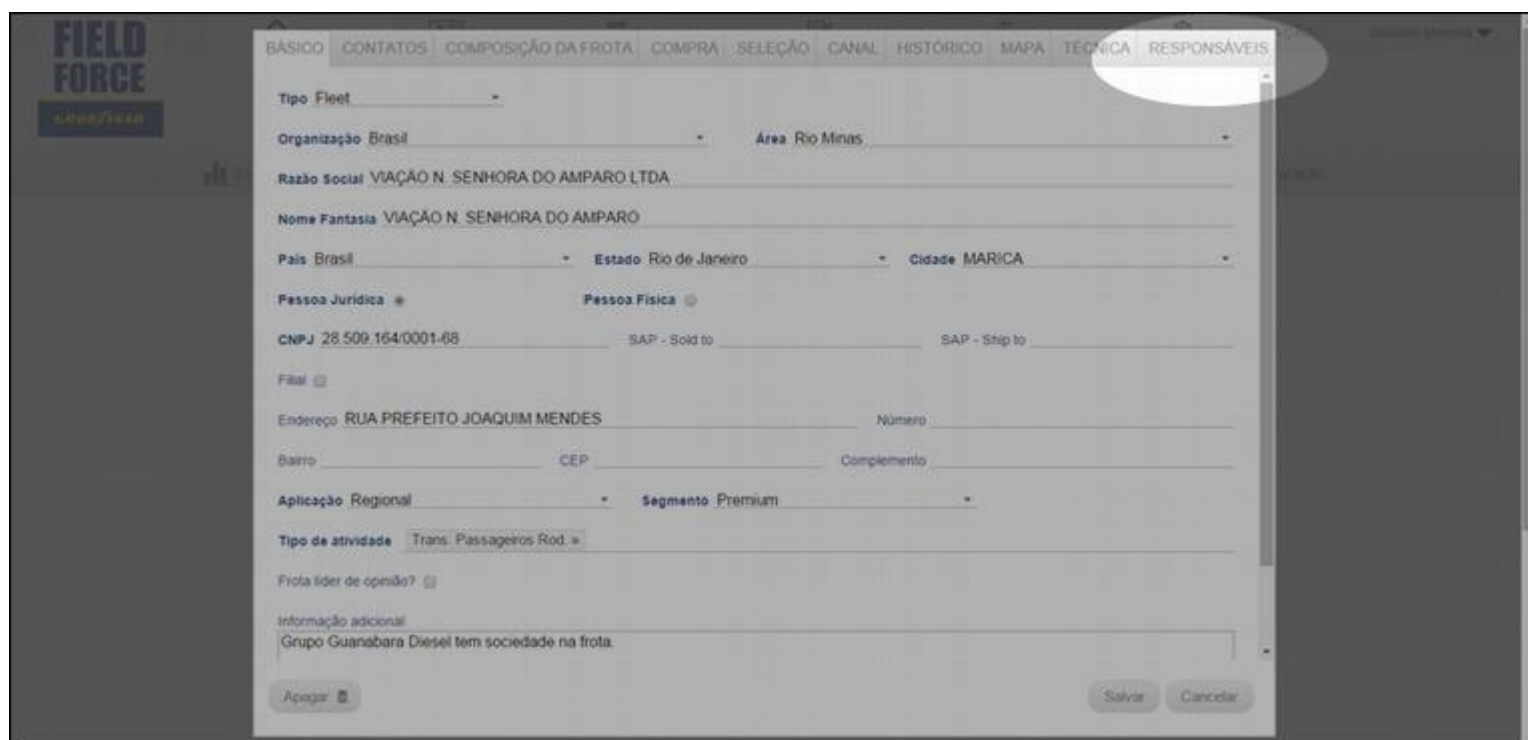 FIELD
FORCE
GOODYEAR
BÁSICO CONTATOS COMPOSIÇÃO DA FROTA COMPRA SELEÇÃO CANAL HISTÓRICO MAPA TÉCNICA RESPONSÁVEIS
Tipo Fleet
Organização Brasil Área Rio Minas
Razão Social VIAÇÃO N. SENHORA DO AMPARO LTDA
Nome Fantasia VIAÇÃO N. SENHORA DO AMPARO
País Brasil Estado Rio de Janeiro Cidade MARICA
Pessoa Jurídica Pessoa Física
CNPJ 28.509.164/0001-68 SAP - Sold to SAP - Ship to
Filial
Endereço RUA PREFEITO JOAQUIM MENDES Número
Bairro CEP Complemento
Aplicação Regional Segmento Premium
Tipo de atividade Trans. Passageiros Rod. x
Frota líder de opinião?
Informação adicional
Grupo Guanabara Diesel tem sociedade na frota.
Apagar Salvar Cancelar